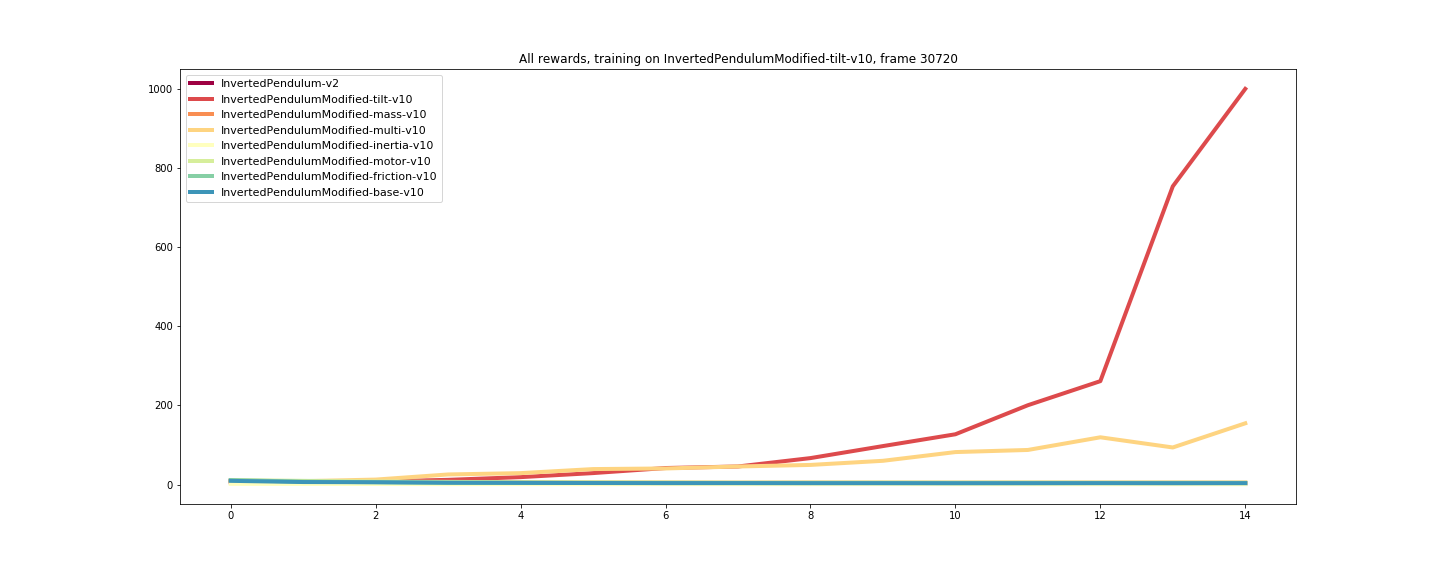 All rewards, training on InvertedPendulumModified-tilt-v10, frame 30720
InvertedPendulum-v2
InvertedPendulumModified-tilt-v10
InvertedPendulumModified-mass-v10
InvertedPendulumModified-multi-v10
InvertedPendulumModified-inertia-v10
InvertedPendulumModified-motor-v10
InvertedPendulumModified-friction-v10
InvertedPendulumModified-base-v10
1000
800
600
400
200
0
0 2 4 6 8 10 12 14